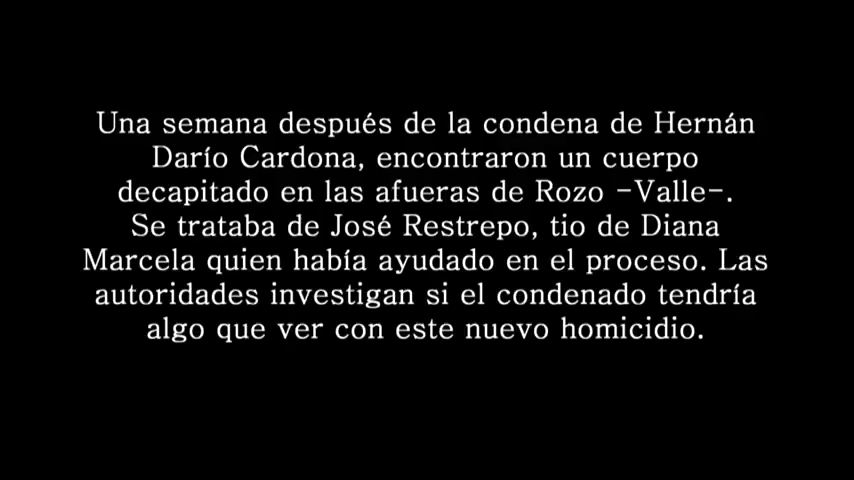 Una semana después de la condena de Hernán
Darío Cardona, encontraron un cuerpo
decapitado en las afueras de Rozo -Valle-.
Se trataba de José Restrepo, tio de Diana
Marcela quien había ayudado en el proceso. Las
autoridades investigan si el condenado tendría
algo que ver con este nuevo homicidio.